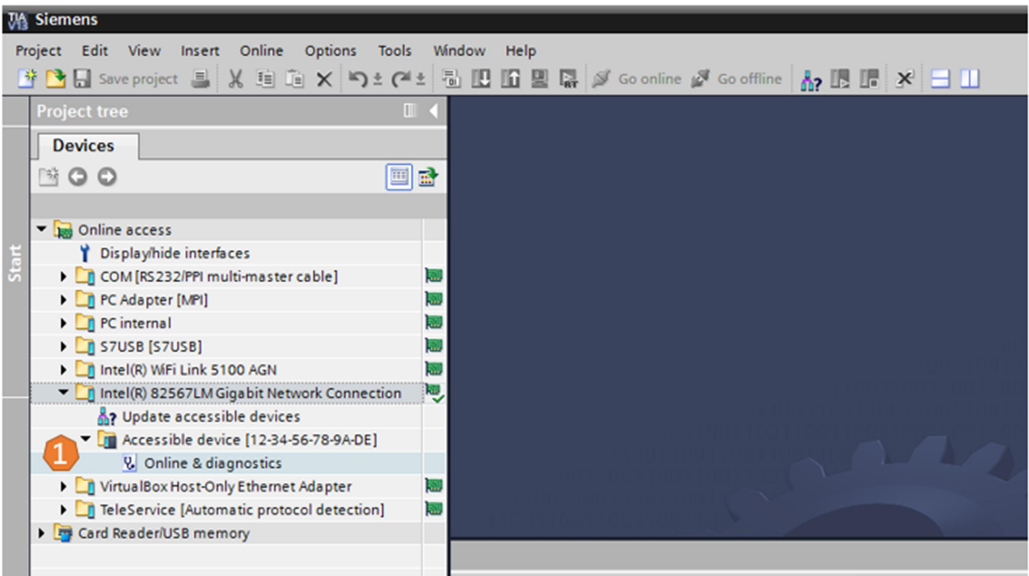 TIA V13 Siemens
Project Edit View Insert Online Options Tools Window Help
Save project Go online Go offline
Project tree
Devices
Start
Online access
Display/hide interfaces
COM [RS232/PPI multi-master cable]
PC Adapter [MPI]
PC internal
S7USB [S7USB]
Intel(R) WiFi Link 5100 AGN
Intel(R) 82567LM Gigabit Network Connection
Update accessible devices
Accessible device [12-34-56-78-9A-DE]
1
Online & diagnostics
VirtualBox Host-Only Ethernet Adapter
TeleService [Automatic protocol detection]
Card Reader/USB memory